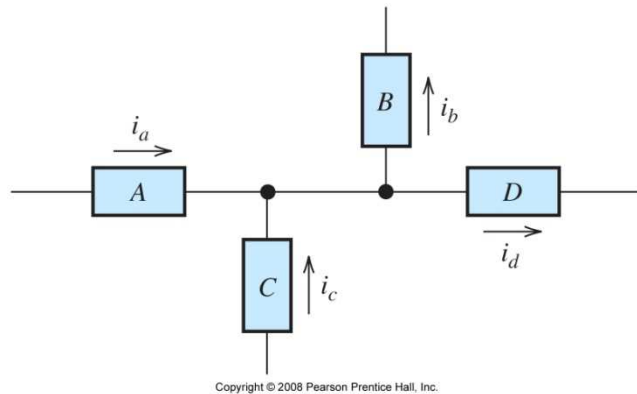 B
i_b
i_a
A
D
i_d
C
i_c
Copyright © 2008 Pearson Prentice Hall, Inc.